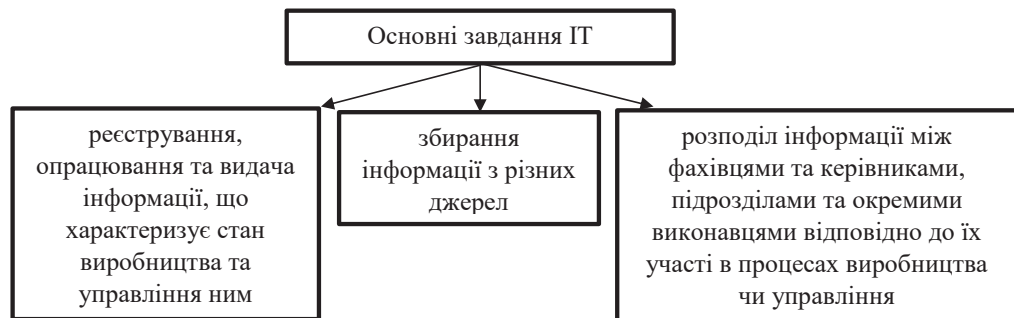 Основні завдання ІТ
реєстрування,
опрацювання та видача
інформації, що
характеризує стан
виробництва та
управління ним
збирання
інформації з різних
джерел
розподіл інформації між
фахівцями та керівниками,
підрозділами та окремими
виконавцями відповідно до їх
участі в процесах виробництва
чи управління